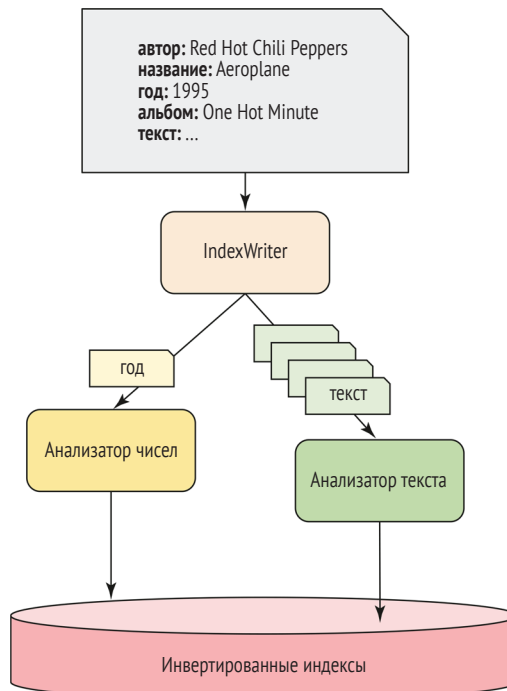 автор: Red Hot Chili Peppers
название: Aeroplane
год: 1995
альбом: One Hot Minute
текст: ...
IndexWriter
год
текст
Анализатор чисел
Анализатор текста
Инвертированные индексы